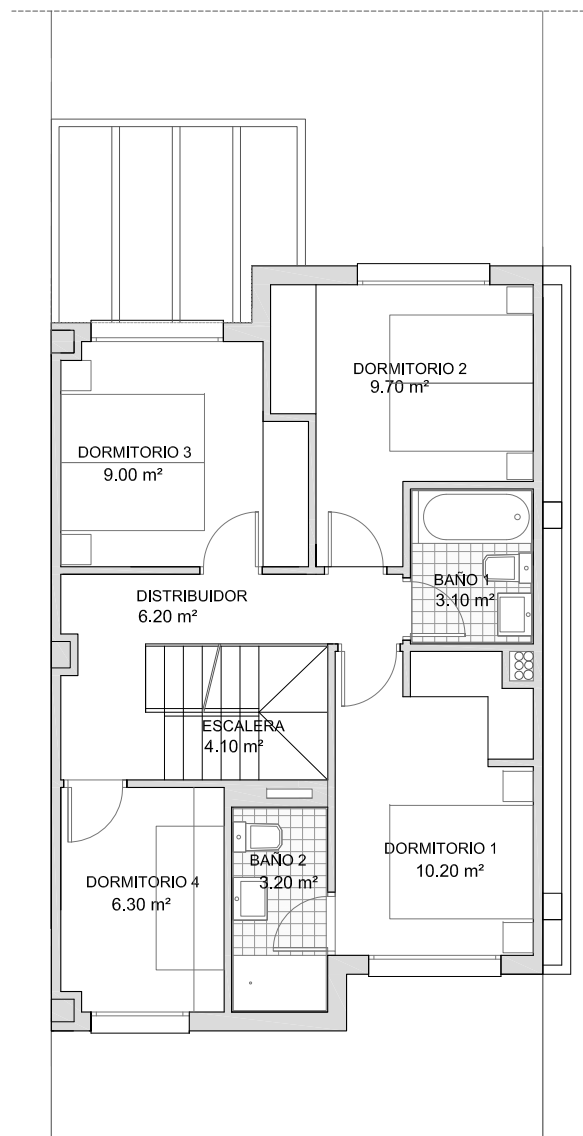 DORMITORIO 2
9.70 m²
DORMITORIO 3
9.00 m²
BAÑO 1
3.10 m²
DISTRIBUIDOR
6.20 m²
ESCALERA
4.10 m²
DORMITORIO 1
10.20 m²
BAÑO 2
3.20 m²
DORMITORIO 4
6.30 m²